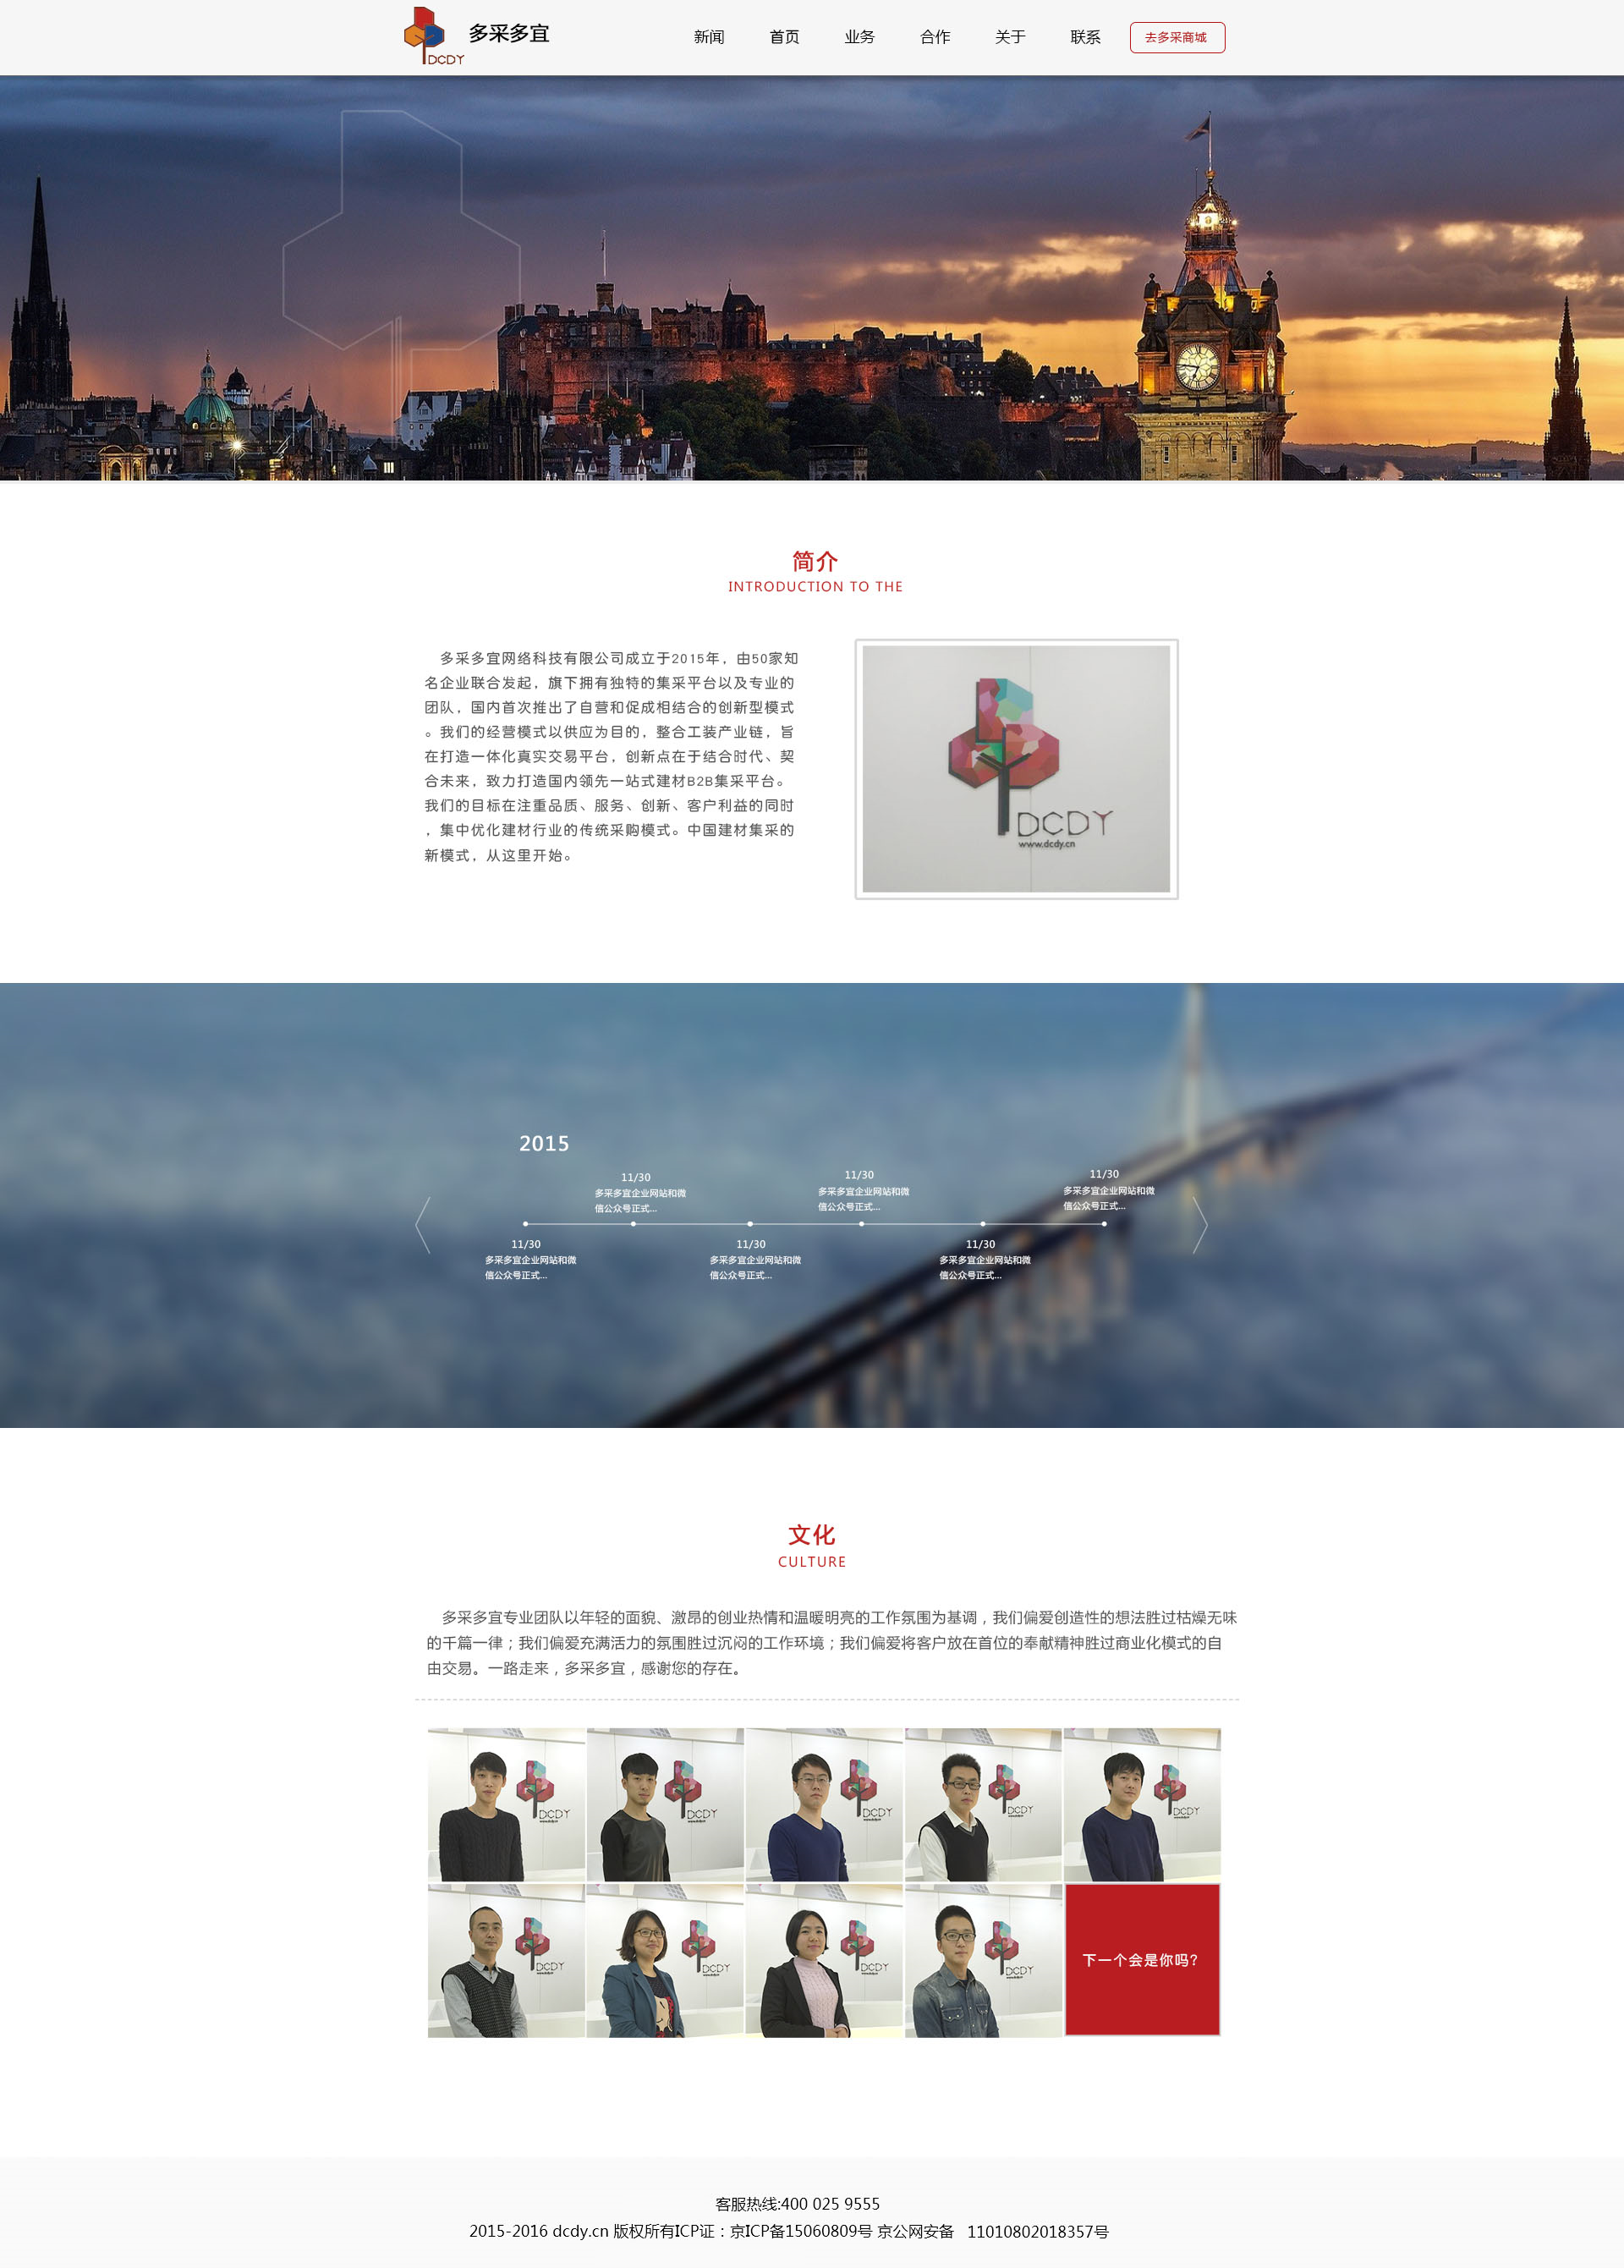 多采多宜
DCDY
新闻 首页 业务 合作 关于 联系 去多采商城
简介
INTRODUCTION TO THE
多采多宜网络科技有限公司成立于2015年，由50家知
名企业联合发起，旗下拥有独特的集采平台以及专业的
团队，国内首次推出了自营和促成相结合的创新型模式
。我们的经营模式以供应为目的，整合工装产业链，旨
在打造一体化真实交易平台，创新点在于结合时代、契
合未来，致力打造国内领先一站式建材B2B集采平台。
我们的目标在注重品质、服务、创新、客户利益的同时
，集中优化建材行业的传统采购模式。中国建材集采的
新模式，从这里开始。
DCDY
www.dcdy.cn
2015
11/30
多采多宜企业网站和微
信公众号正式...
11/30
多采多宜企业网站和微
信公众号正式...
11/30
多采多宜企业网站和微
信公众号正式...
11/30
多采多宜企业网站和微
信公众号正式...
11/30
多采多宜企业网站和微
信公众号正式...
11/30
多采多宜企业网站和微
信公众号正式...
文化
CULTURE
多采多宜专业团队以年轻的面貌、激昂的创业热情和温暖明亮的工作氛围为基调，我们偏爱创造性的想法胜过枯燥无味
的千篇一律；我们偏爱充满活力的氛围胜过沉闷的工作环境；我们偏爱将客户放在首位的奉献精神胜过商业化模式的自
由交易。一路走来，多采多宜，感谢您的存在。
DCDY
DCDY
DCDY
DCDY
DCDY
DCDY
DCDY
DCDY
DCDY
下一个会是你吗？
客服热线:400 025 9555
2015-2016 dcdy.cn 版权所有ICP证：京ICP备15060809号 京公网安备 11010802018357号